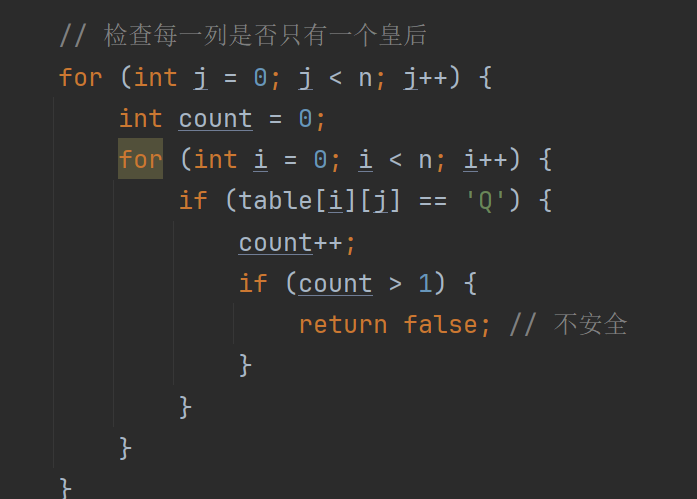 // 检查每一列是否只有一个皇后
for (int j = 0; j < n; j++) {
int count = 0;
for (int i = 0; i < n; i++) {
if (table[i][j] == 'Q') {
count++;
if (count > 1) {
return false; // 不安全
}
}
}
}